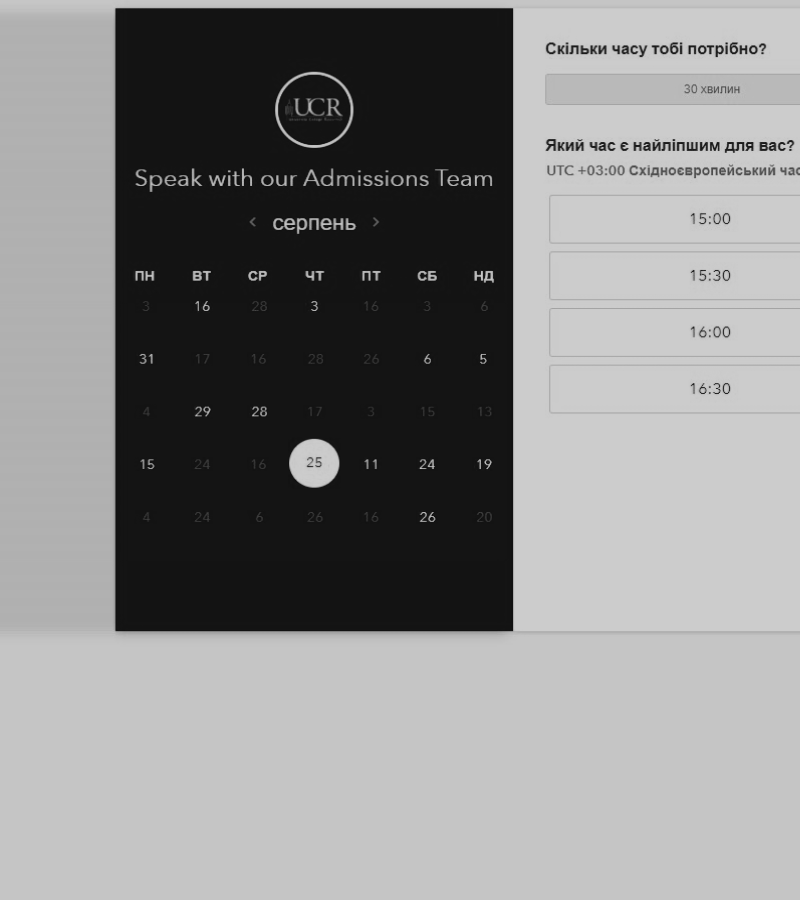 UCR
Speak with our Admissions Team
< серпень >
ПН ВТ СР ЧТ ПТ СБ НД
3 16 28 3 16 3 6
31 17 16 28 26 6 5
4 29 28 17 3 15 13
15 24 16 25 11 24 19
4 24 6 26 16 26 20
Скільки часу тобі потрібно?
30 хвилин
Який час є найліпшим для вас?
UTC +03:00 Східноєвропейський час
15:00
15:30
16:00
16:30